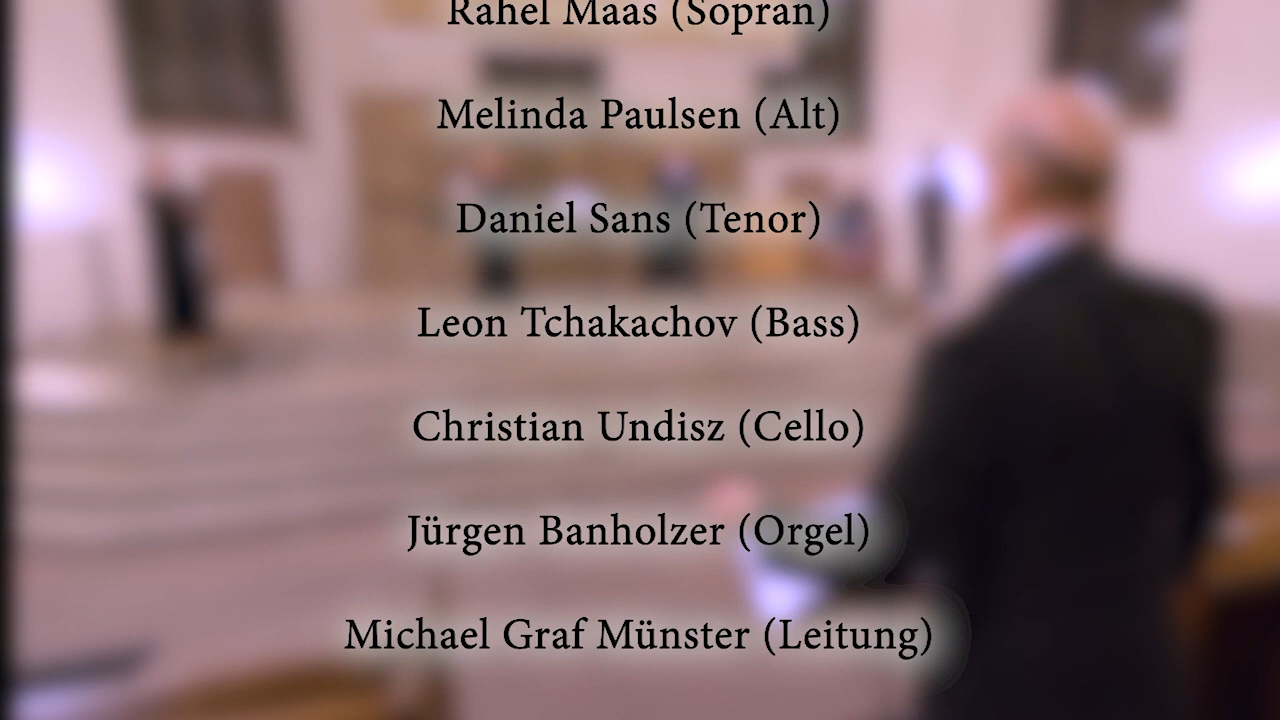 Rahel Maas (Sopran)
Melinda Paulsen (Alt)
Daniel Sans (Tenor)
Leon Tchakachov (Bass)
Christian Undisz (Cello)
Jürgen Banholzer (Orgel)
Michael Graf Münster (Leitung)